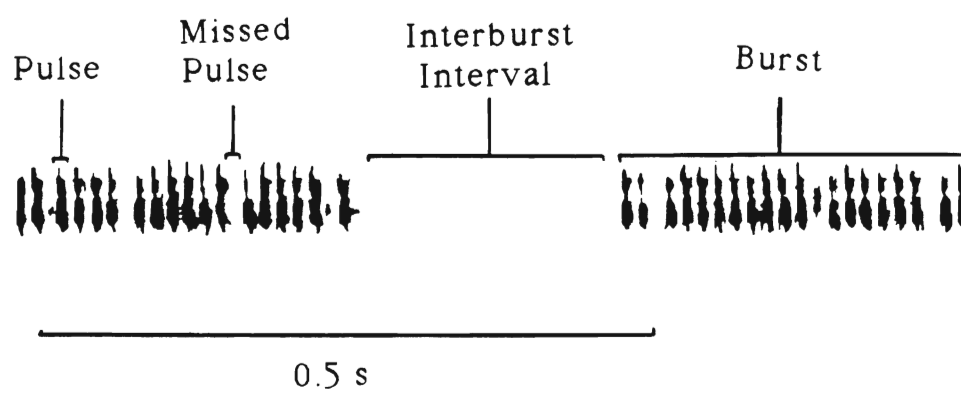 Pulse
Missed
Pulse
Interburst
Interval
Burst
0.5 s